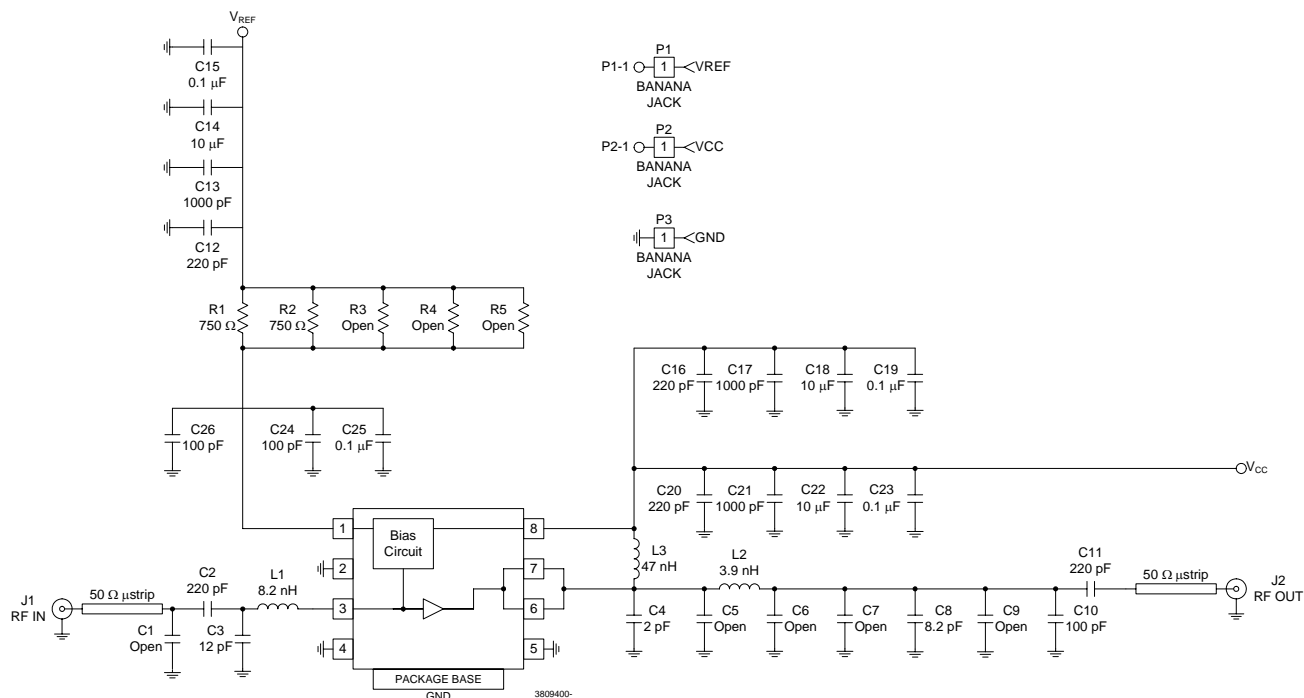 V_REF
C15
0.1 µF
C14
10 µF
C13
1000 pF
C12
220 pF
P1
P1-1 1 VREF
BANANA
JACK
P2
P2-1 1 VCC
BANANA
JACK
P3
1 GND
BANANA
JACK
R1
750 Ω
R2
750 Ω
R3
Open
R4
Open
R5
Open
C16
220 pF
C17
1000 pF
C18
10 µF
C19
0.1 µF
C26
100 pF
C24
100 pF
C25
0.1 µF
V_CC
C20
220 pF
C21
1000 pF
C22
10 µF
C23
0.1 µF
1
8
Bias
Circuit
2
7
3
6
4
5
PACKAGE BASE
GND
J1
RF IN
50 Ω µstrip
C1
Open
C2
220 pF
C3
12 pF
L1
8.2 nH
L3
47 nH
L2
3.9 nH
C4
2 pF
C5
Open
C6
Open
C7
Open
C8
8.2 pF
C9
Open
C10
100 pF
C11
220 pF
50 Ω µstrip
J2
RF OUT
3809400-